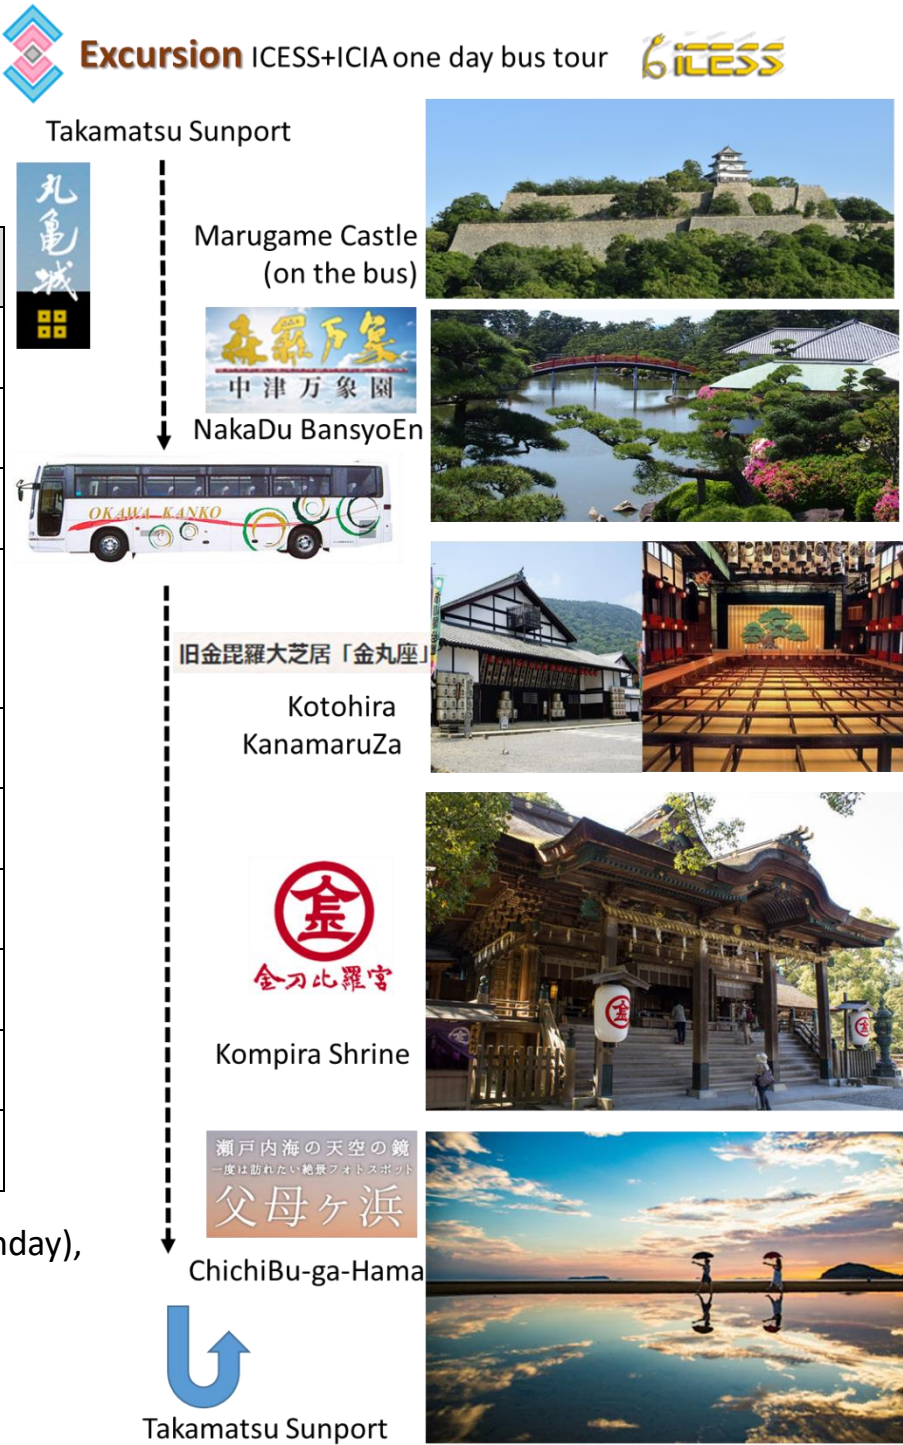 Excursion ICESS+ICIA one day bus tour
ICESS
Takamatsu Sunport
丸亀城
Marugame Castle
(on the bus)
森羅万象
中津万象園
NakaDu BansyoEn
OKAWA KANKO
旧金毘羅大芝居「金丸座」
Kotohira
KanamaruZa
金
金刀比羅宮
Kompira Shrine
瀬戸内海の天空の鏡
一度は訪れたい絶景フォトスポット
父母ヶ浜
nday),
ChichiBu-ga-Hama
Takamatsu Sunport